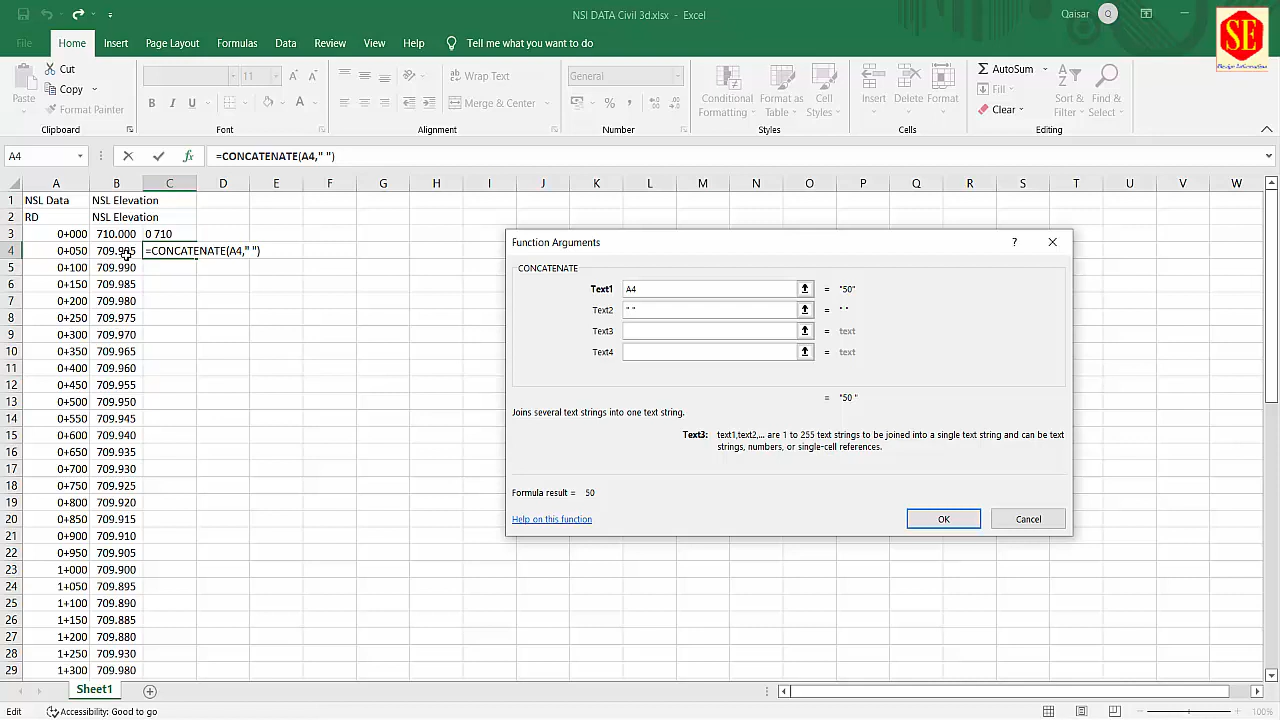 NSI DATA Civil 3d.xlsx - Excel
Qaisar Q
SE
Design Information
File Home Insert Page Layout Formulas Data Review View Help Tell me what you want to do
Paste Cut Copy Format Painter
11 A A Wrap Text General
B I U A Merge & Center % ,
Conditional Formatting Format as Table Cell Styles
Insert Delete Format
AutoSum Fill Clear
Sort & Filter Find & Select
Clipboard Font Alignment Number Styles Cells Editing
A4 fx =CONCATENATE(A4," ")
A B C D E F G H I J K L M N O P Q R S T U V W
1 NSL Data NSL Elevation
2 RD NSL Elevation
3 0+000 710.000 0 710
4 0+050 709.995 =CONCATENATE(A4," ")
5 0+100 709.990
6 0+150 709.985
7 0+200 709.980
8 0+250 709.975
9 0+300 709.970
10 0+350 709.965
11 0+400 709.960
12 0+450 709.955
13 0+500 709.950
14 0+550 709.945
15 0+600 709.940
16 0+650 709.935
17 0+700 709.930
18 0+750 709.925
19 0+800 709.920
20 0+850 709.915
21 0+900 709.910
22 0+950 709.905
23 1+000 709.900
24 1+050 709.895
25 1+100 709.890
26 1+150 709.885
27 1+200 709.880
28 1+250 709.930
29 1+300 709.980
Function Arguments ?
CONCATENATE
Text1 A4 = "50"
Text2 " " = " "
Text3 = text
Text4 = text
= "50 "
Joins several text strings into one text string.
Text3: text1,text2,... are 1 to 255 text strings to be joined into a single text string and can be text
strings, numbers, or single-cell references.
Formula result = 50
Help on this function OK Cancel
Sheet1
Edit Accessibility: Good to go 100%